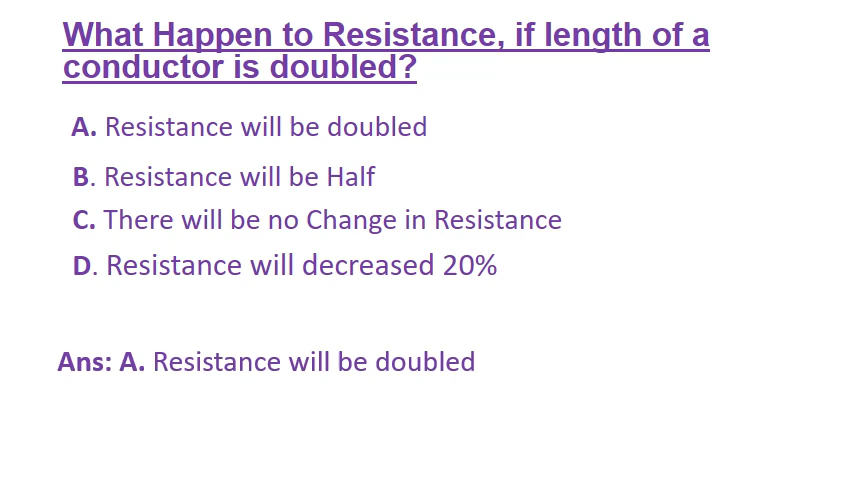 What Happen to Resistance, if length of a
conductor is doubled?
A. Resistance will be doubled
B. Resistance will be Half
C. There will be no Change in Resistance
D. Resistance will decreased 20%
Ans: A. Resistance will be doubled